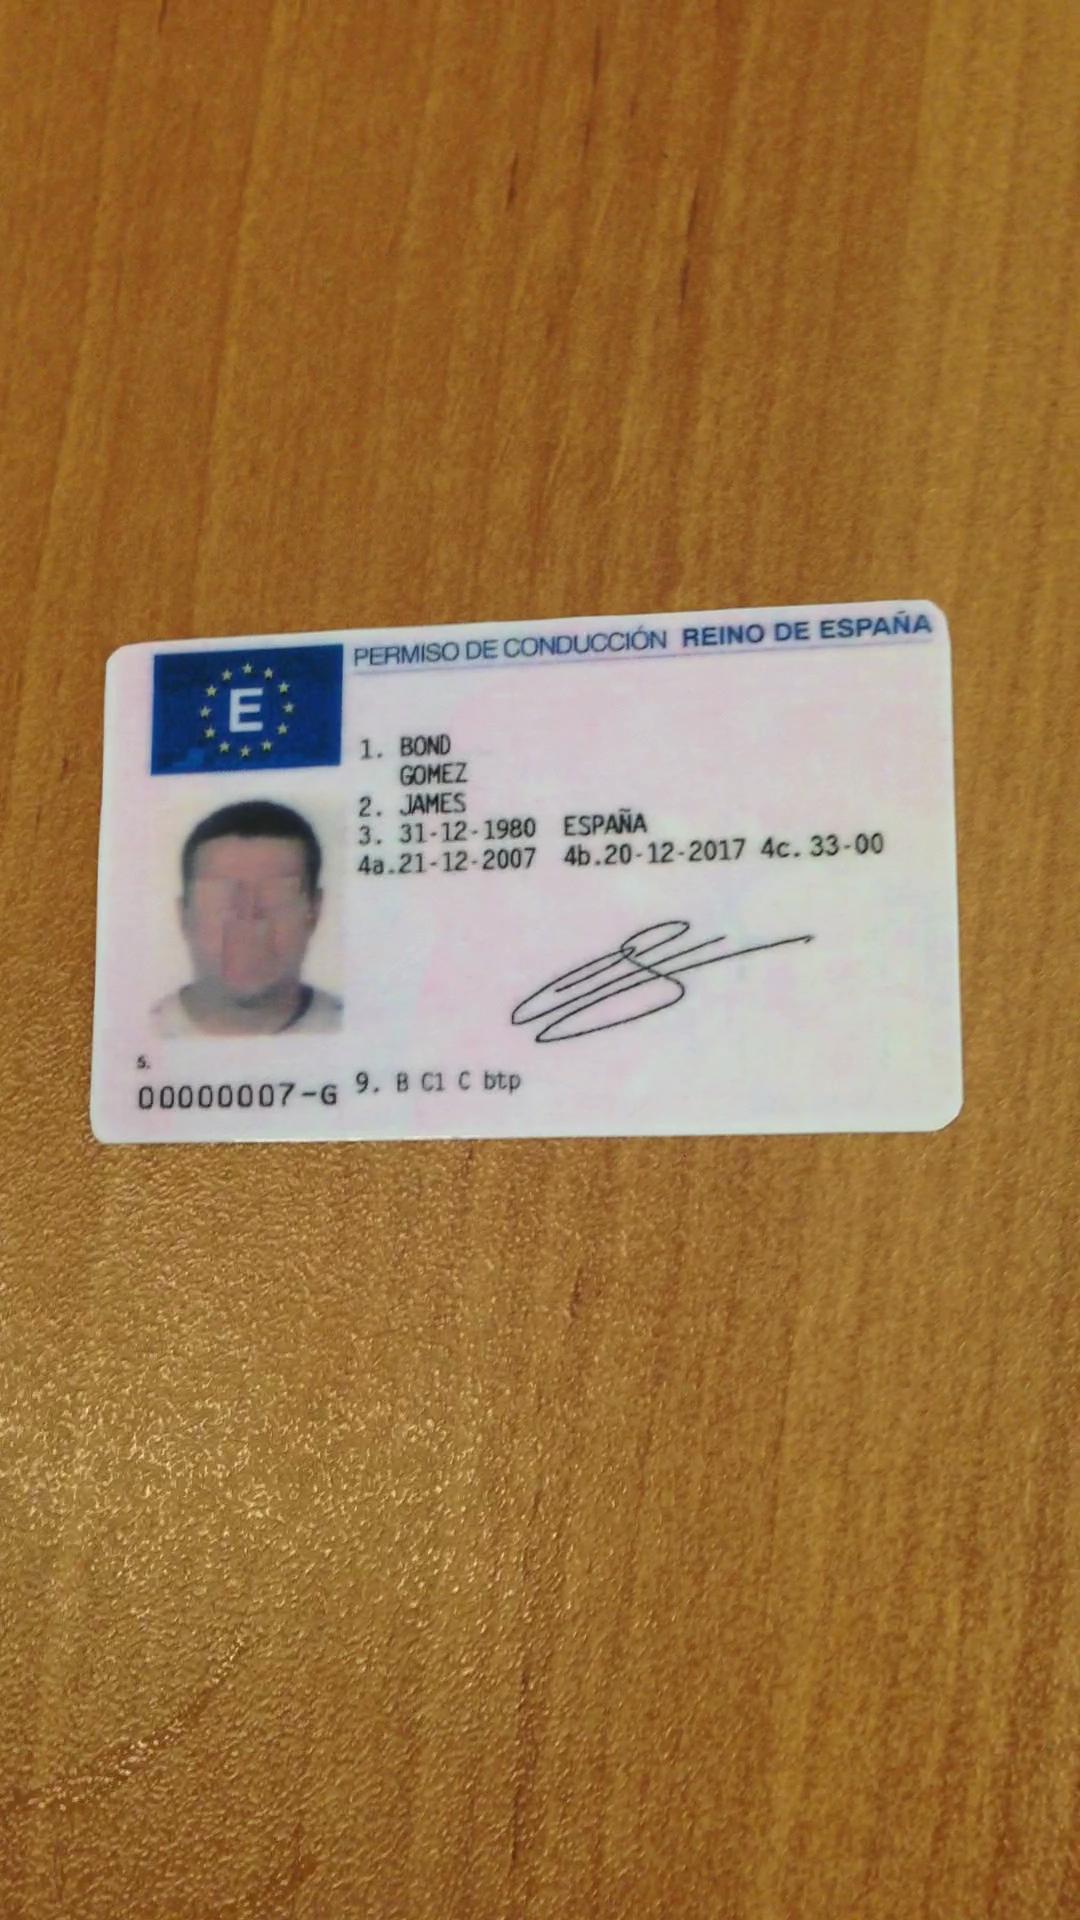 PERMISO DE CONDUCCIÓN REINO DE ESPAÑA
E
1. BOND
GOMEZ
2. JAMES
3. 31-12-1980 ESPAÑA
4a.21-12-2007 4b.20-12-2017 4c. 33-00
5.
00000007-G
9. B C1 C btp